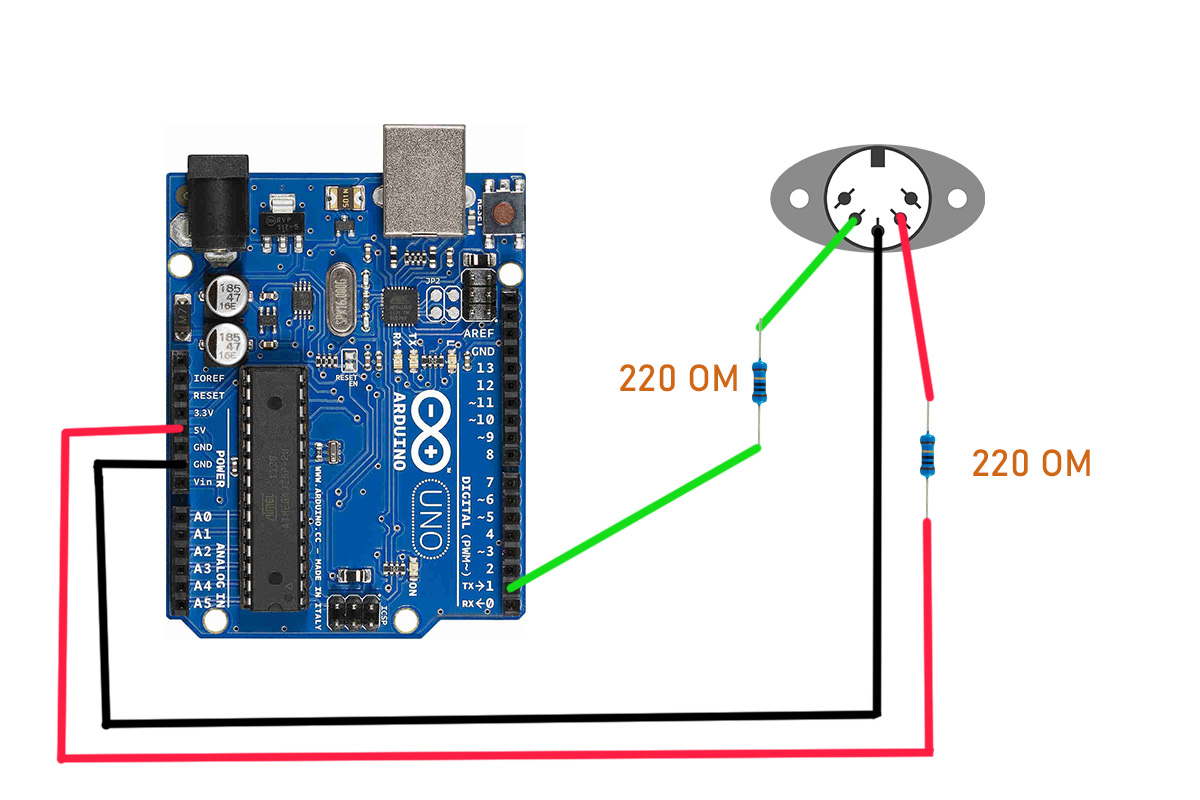 RESET
JP2
AREF
GND
RX
TX
L
13
12
~11
~10
~9
8
RESET
EN
IOREF
RESET
3.3V
5V
GND
GND
Vin
POWER
ARDUINO
UNO
220 OM
220 OM
7
~6
~5
4
~3
2
TX→1
RX←0
DIGITAL (PWM~)
A0
A1
A2
A3
A4
A5
ANALOG IN
WWW.ARDUINO.CC – MADE IN ITALY
ON
ICSP
185
47
16E
185
47
16E